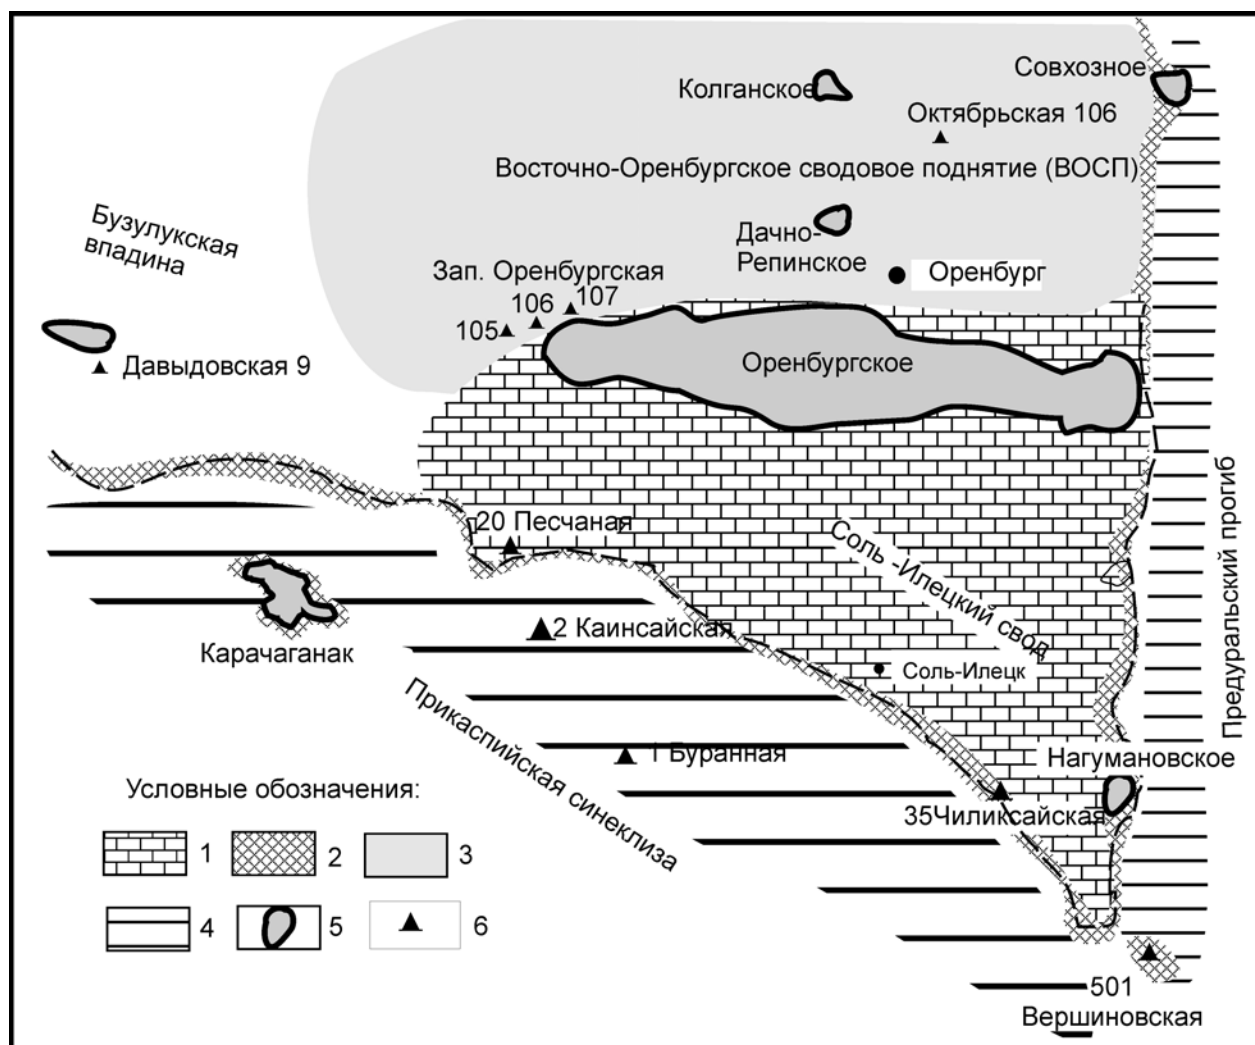 Совхозное
Колганское
Октябрьская 106
Восточно-Оренбургское сводовое поднятие (ВОСП)
Бузулукская
впадина
Дачно-
Репинское
Оренбург
Зап. Оренбургская
107
106
105
Давыдовская 9
Оренбургское
20 Песчаная
Соль -Илецкий свод
Предуральский прогиб
2 Каинсайская
Карачаганак
Соль-Илецк
Прикаспийская синеклиза
1 Буранная
Нагумановское
35Чиликсайская
Условные обозначения:
1
2
3
4
5
6
501
Вершиновская